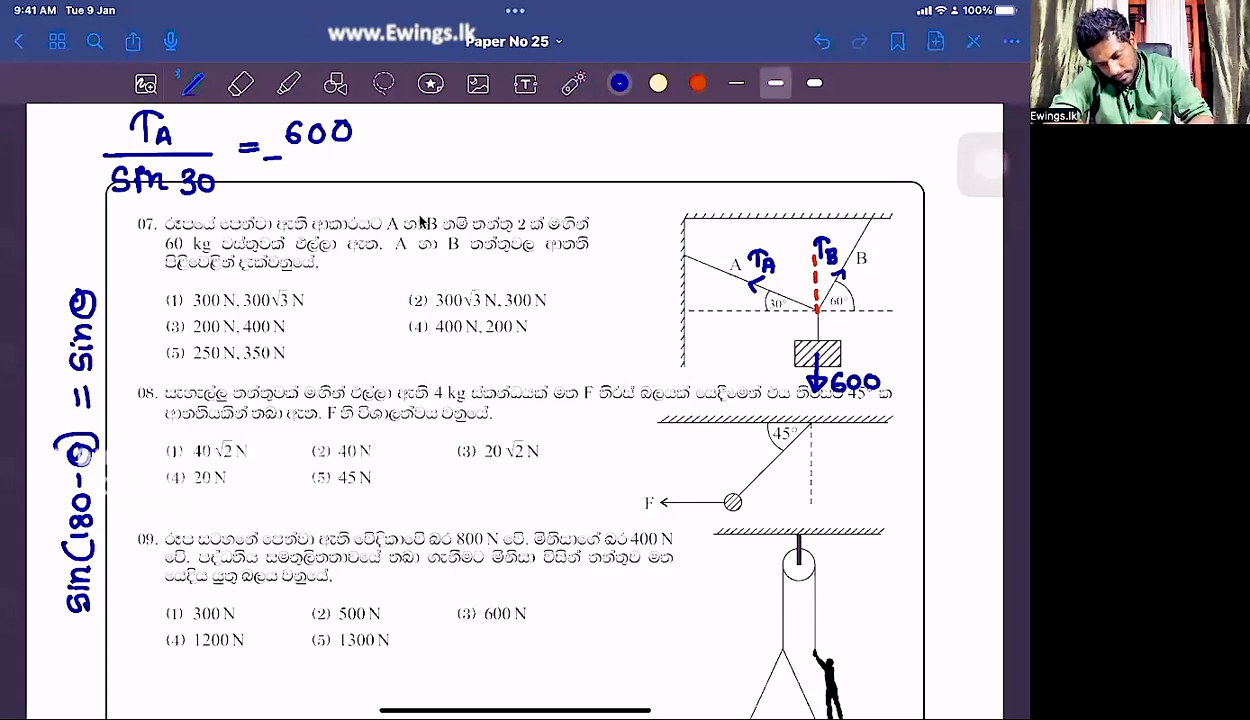 9:41 AM Tue 9 Jan
100%
www.Ewings.lk
Paper No 25
Ewings.lk
TA = 600
sin 30
07. රූපයේ පෙන්වා ඇති ආකාරයට A හා B නම් තන්තු 2 ක් මගින්
60 kg වස්තුවක් එල්ලා ඇත. A හා B තන්තුවල ආතති
පිළිවෙළින් දැක්වනුයේ,
(1) 300 N, 300√3 N
(2) 300√3 N, 300 N
(3) 200 N, 400 N
(4) 400 N, 200 N
(5) 250 N, 350 N
A
TA
TB
B
30°
60°
600
sin(180-θ) = sinθ
08. සැහැල්ලු තන්තුවක් මගින් එල්ලා ඇති 4 kg ස්කන්ධයක් මත F තිරස් බලයක් යෙදීමෙන් එය තිරසට 45° ක
ආනතියකින් තබා ඇත. F හි විශාලත්වය වනුයේ.
(1) 40 √2 N
(2) 40 N
(3) 20 √2 N
(4) 20 N
(5) 45 N
45°
F
09. රූප සටහනේ පෙන්වා ඇති වේදිකාවේ බර 800 N වේ. මිනිසාගේ බර 400 N
වේ. පද්ධතිය සමතුලිතතාවයේ තබා ගැනීමට මිනිසා විසින් තන්තුව මත
යෙදිය යුතු බලය වනුයේ,
(1) 300 N
(2) 500 N
(3) 600 N
(4) 1200 N
(5) 1300 N